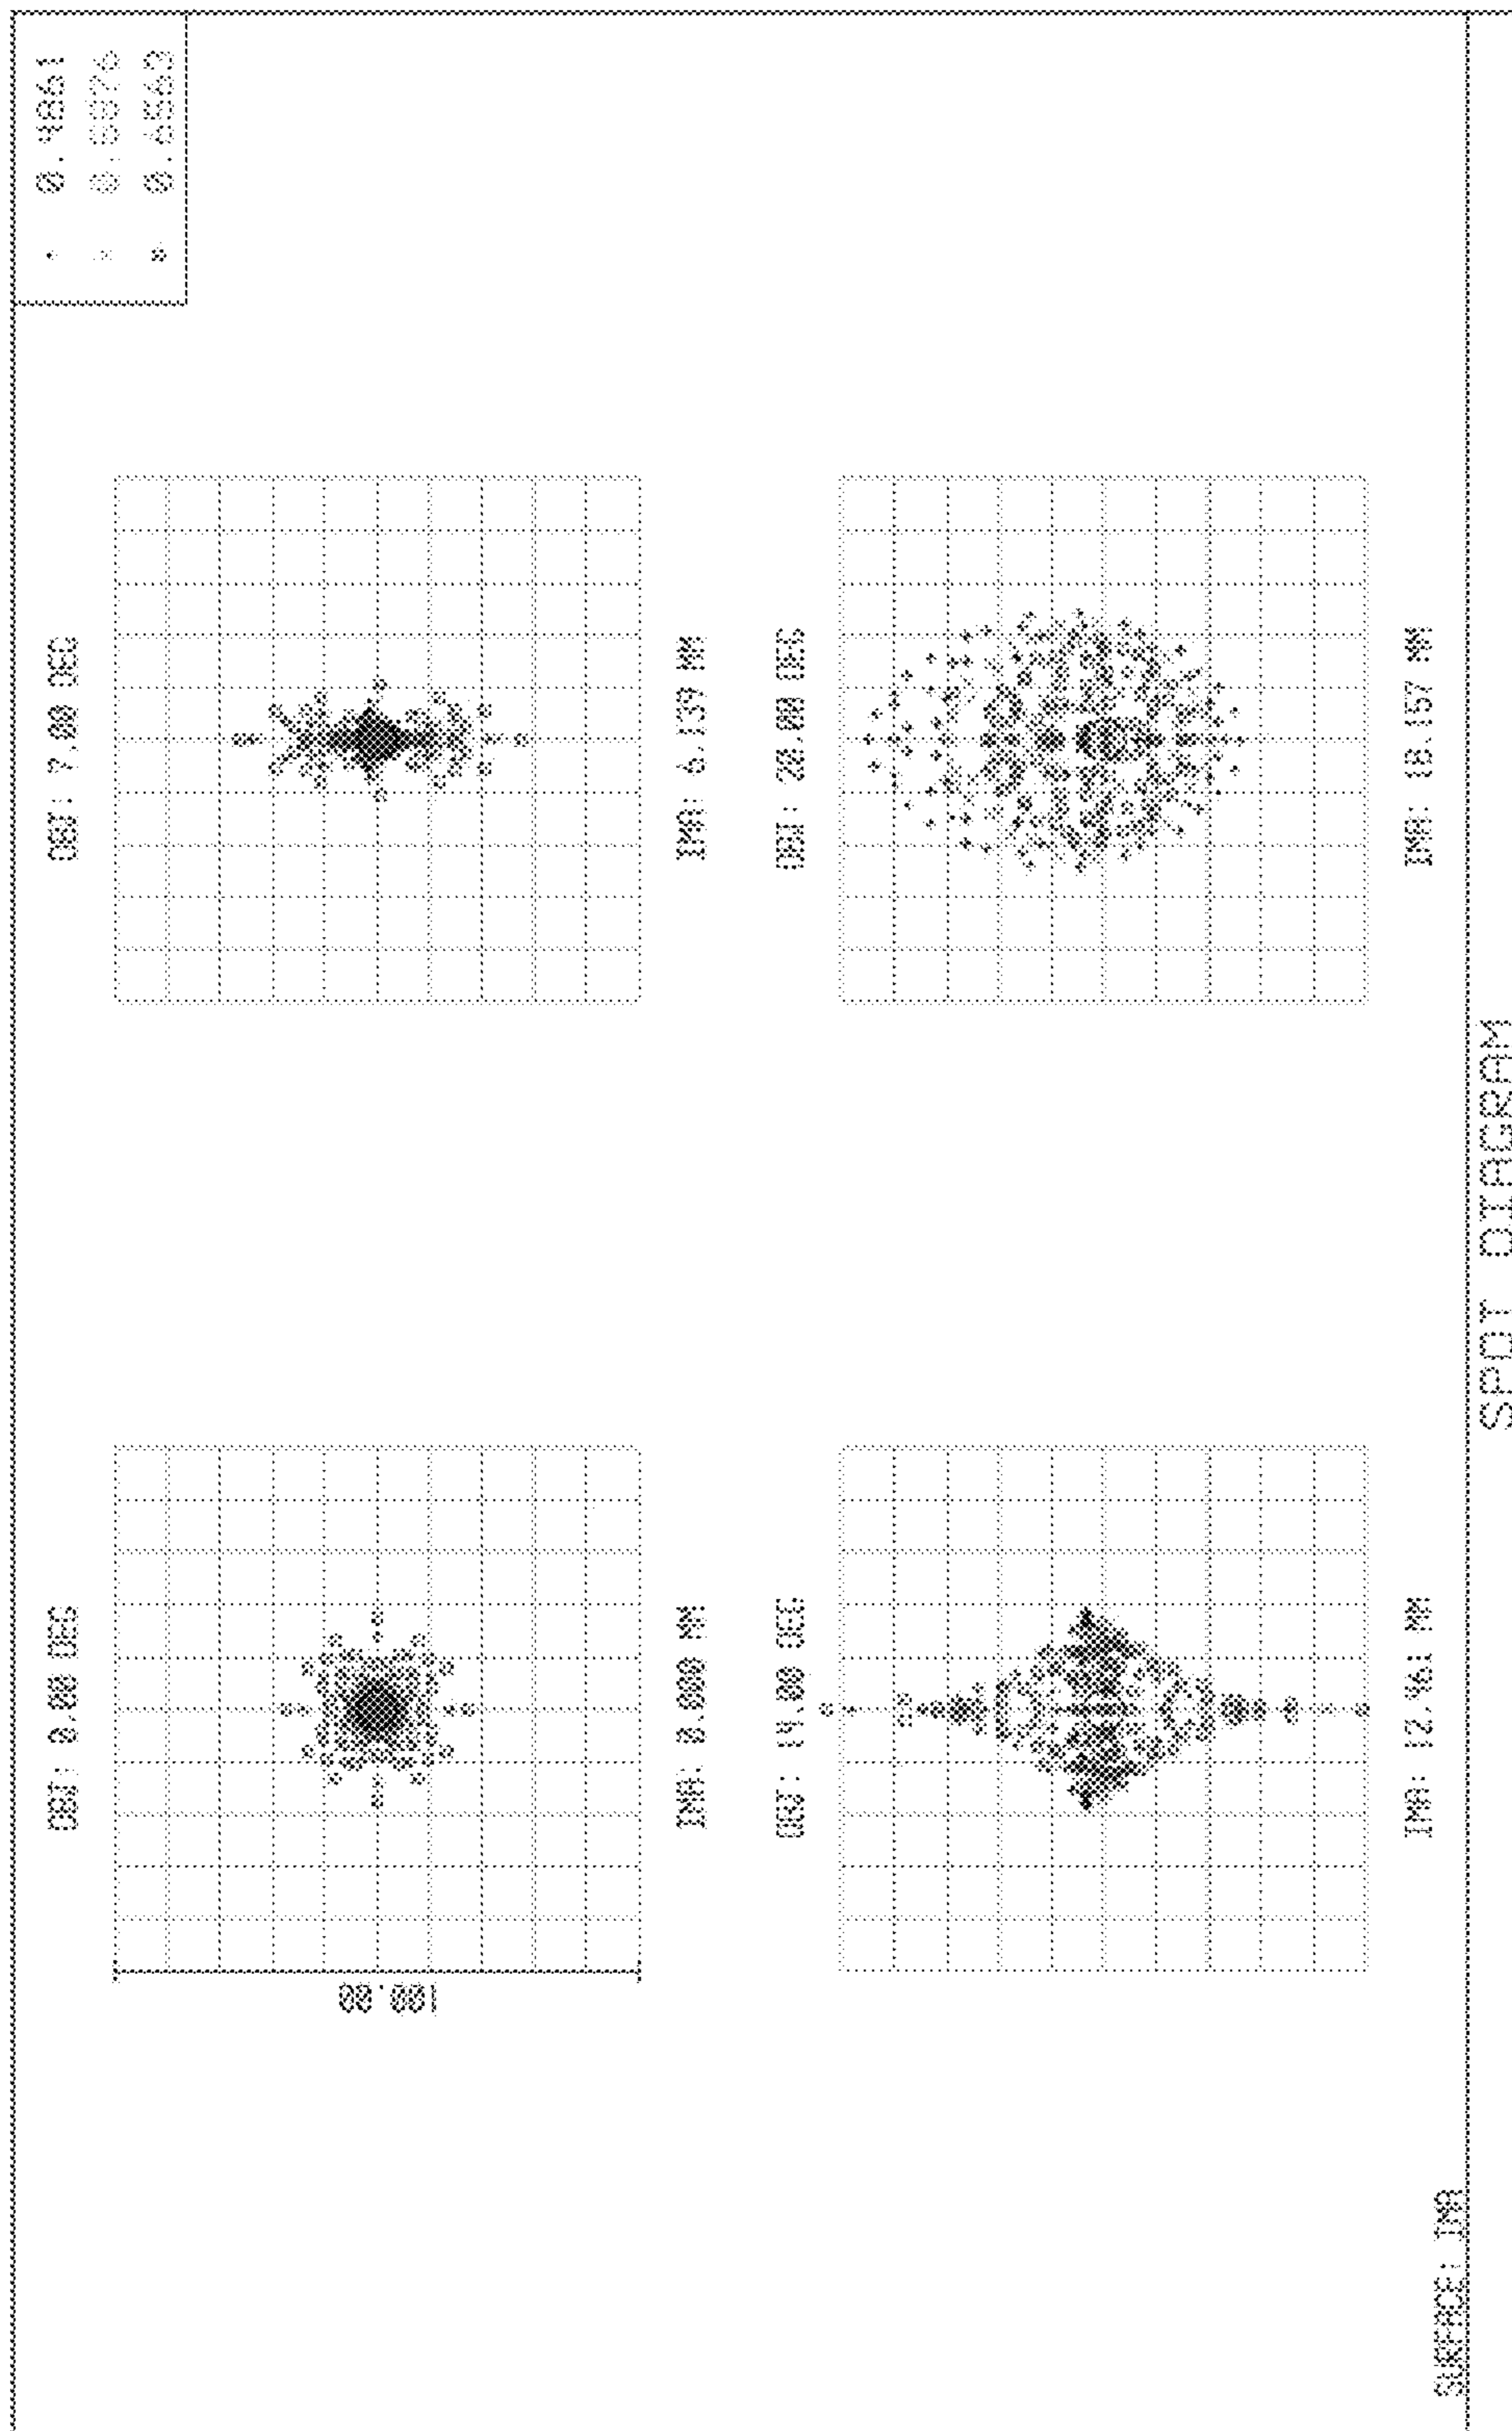 0.4861
0.5876
0.6563
OBJ: 0.00 DEG
OBJ: 7.00 DEG
100.00
IMA: 0.000 MM
IMA: 6.139 MM
OBJ: 14.00 DEG
OBJ: 20.00 DEG
IMA: 12.461 MM
IMA: 18.157 MM
SURFACE: IMA
SPOT DIAGRAM